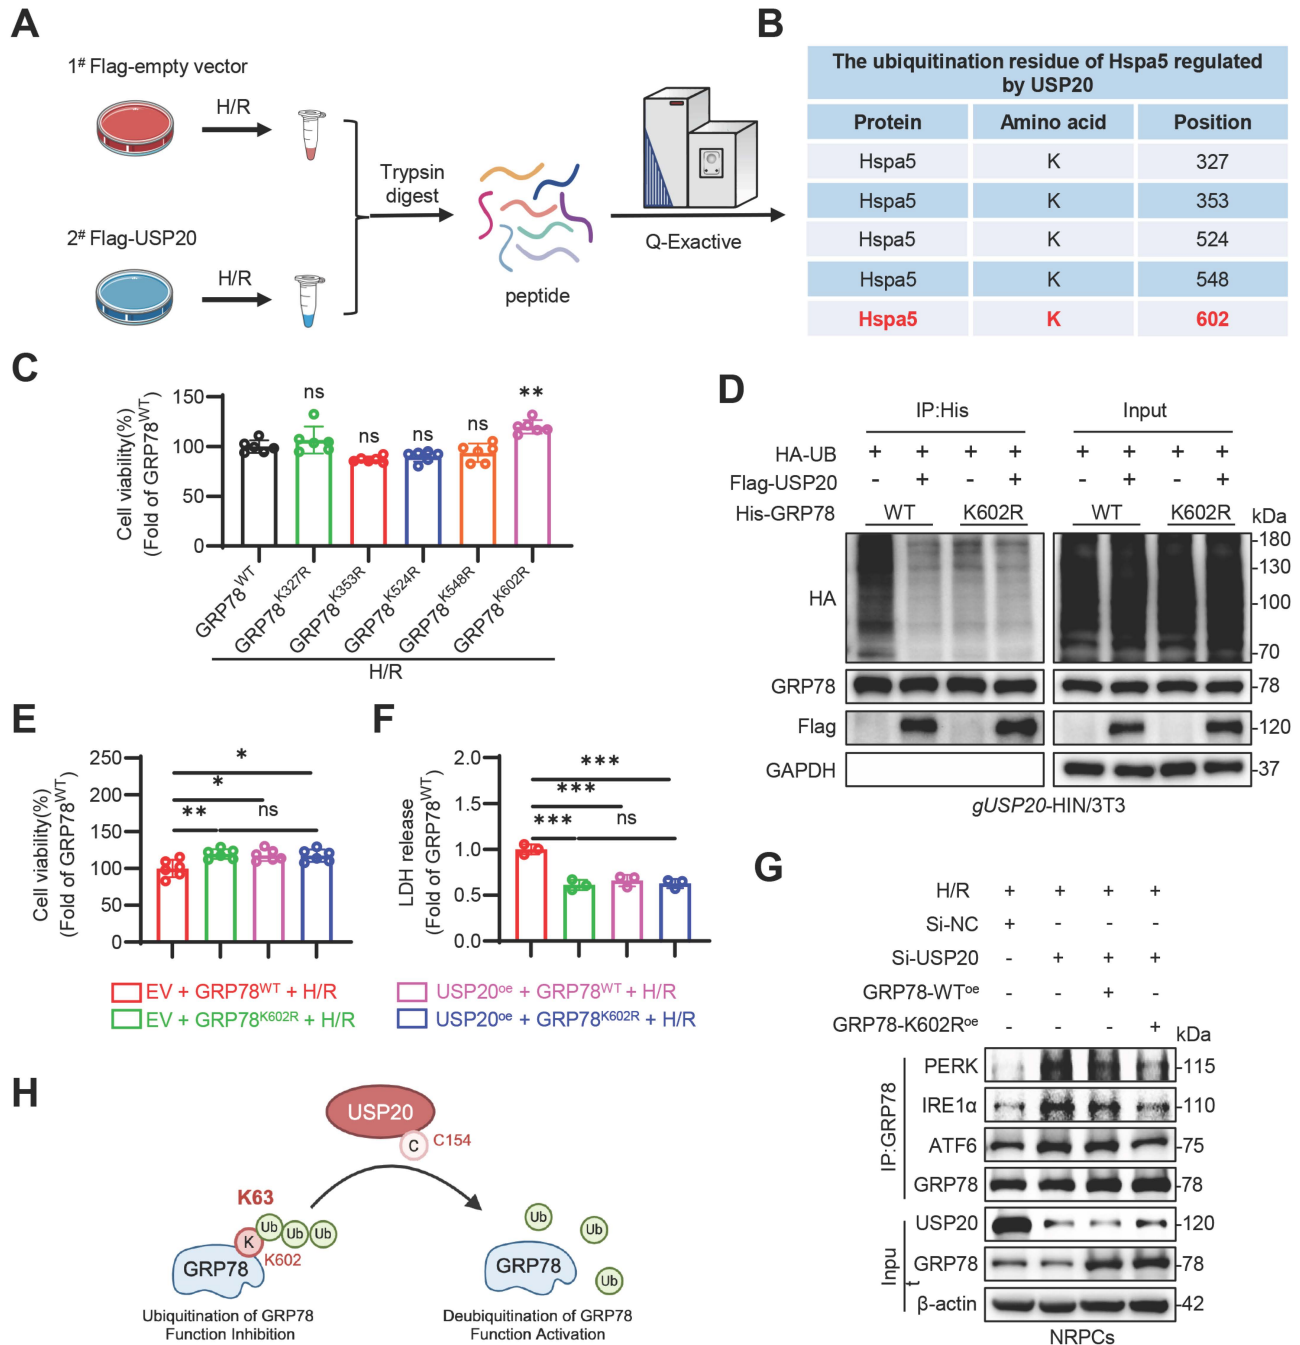 A
1# Flag-empty vector
H/R
2# Flag-USP20
H/R
Trypsin
digest
peptide
Q-Exactive
B
The ubiquitination residue of Hspa5 regulated
by USP20
Protein Amino acid Position
Hspa5 K 327
Hspa5 K 353
Hspa5 K 524
Hspa5 K 548
Hspa5 K 602
C
Cell viability(%)
(Fold of GRP78WT)
150
100
50
0
ns
ns
ns
ns
**
GRP78WT
GRP78K327R
GRP78K353R
GRP78K524R
GRP78K548R
GRP78K602R
H/R
D
IP:His Input
HA-UB + + + + + + + +
Flag-USP20 - + - + - + - +
His-GRP78 WT K602R WT K602R
kDa
HA
-180
-130
-100
-70
GRP78 -78
Flag -120
GAPDH -37
gUSP20-HIN/3T3
E
Cell viability(%)
(Fold of GRP78WT)
250
200
150
100
50
0
*
*
**
ns
F
LDH release
(Fold of GRP78WT)
2.0
1.5
1.0
0.5
0.0
***
***
***
ns
EV + GRP78WT + H/R
EV + GRP78K602R + H/R
USP20oe + GRP78WT + H/R
USP20oe + GRP78K602R + H/R
G
H/R + + + +
Si-NC + - - -
Si-USP20 - + + +
GRP78-WToe - - + -
GRP78-K602Roe - - - +
kDa
IP:GRP78
PERK -115
IRE1α -110
ATF6 -75
GRP78 -78
Input
USP20 -120
GRP78 -78
β-actin -42
NRPCs
H
USP20
C
C154
K63
Ub
Ub
Ub
K
K602
GRP78
Ubiquitination of GRP78
Function Inhibition
Ub
Ub
Ub
GRP78
Deubiquitination of GRP78
Function Activation